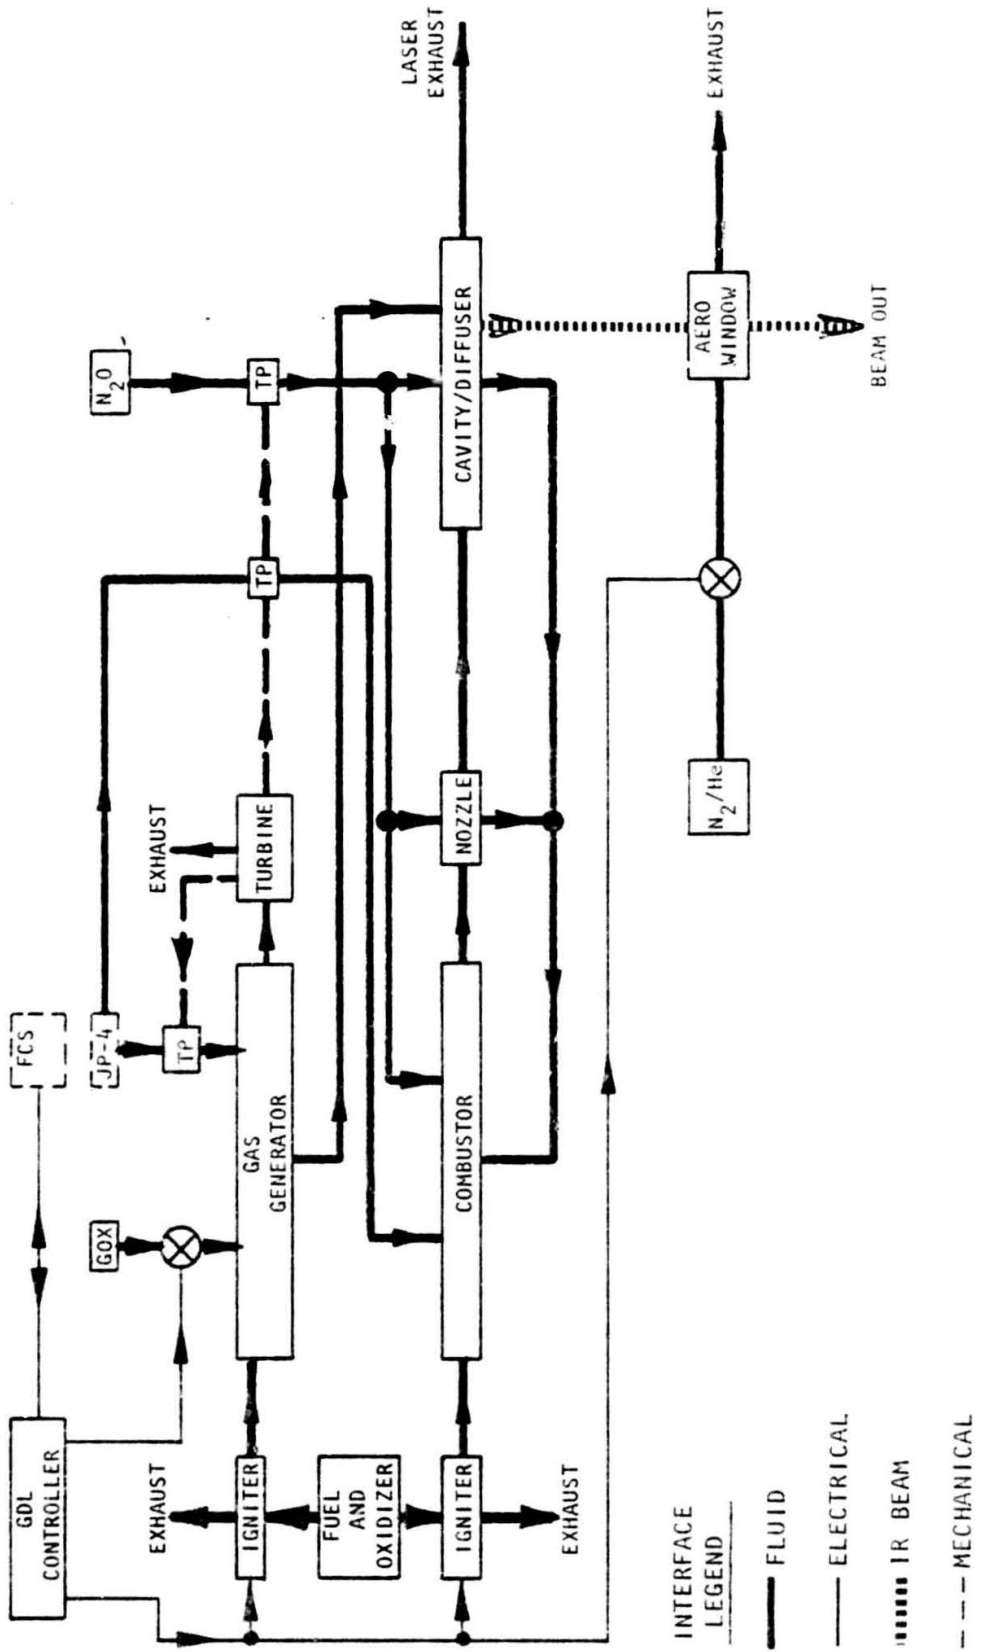 GDL
CONTROLLER
FCS
GOX
JP-4
N2O
TP
EXHAUST
EXHAUST
TP
TP
IGNITER
GAS
GENERATOR
TURBINE
FUEL
AND
OXIDIZER
LASER
EXHAUST
IGNITER
COMBUSTOR
NOZZLE
CAVITY/DIFFUSER
EXHAUST
N2/He
AERO
WINDOW
EXHAUST
BEAM OUT
INTERFACE
LEGEND
FLUID
ELECTRICAL
IR BEAM
MECHANICAL